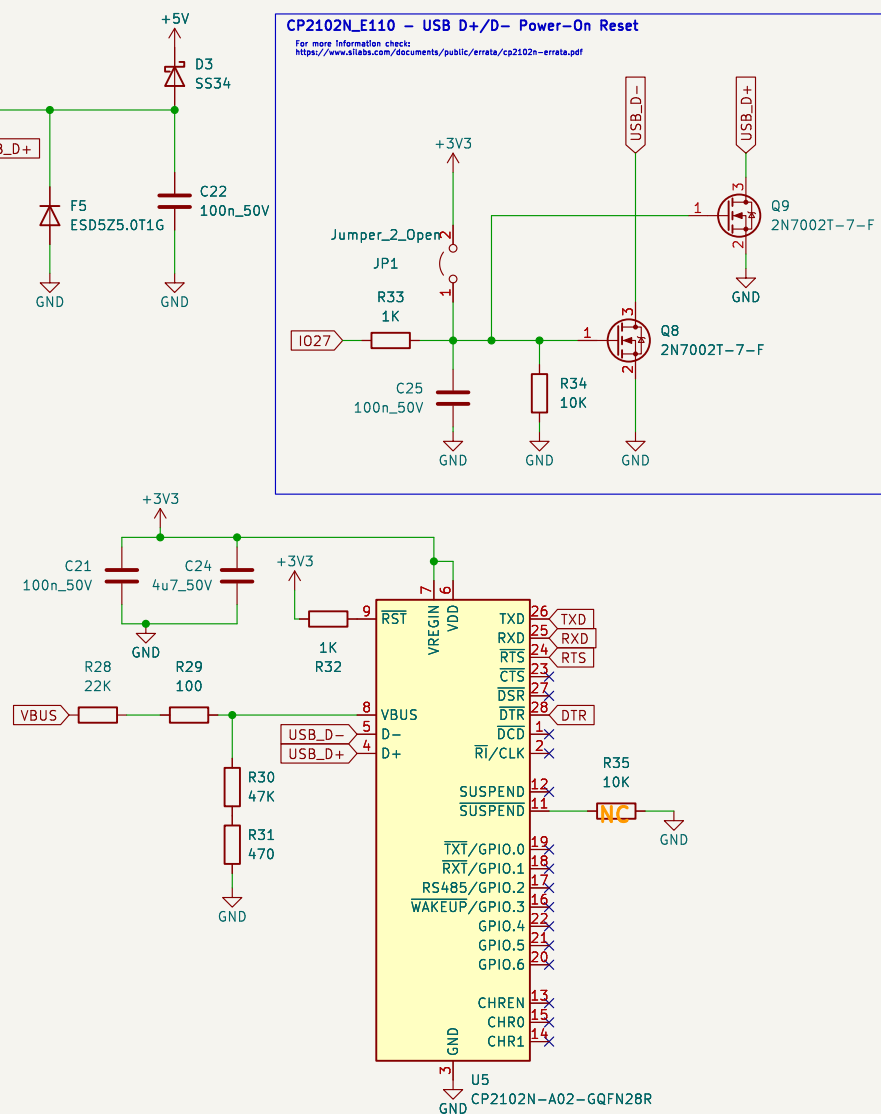 +5V
D3
SS34
B_D+
F5
ESD5Z5.0T1G
C22
100n_50V
GND
GND
CP2102N_E110 - USB D+/D- Power-On Reset
For more information check:
https://www.silabs.com/documents/public/errata/cp2102n-errata.pdf
USB_D-
USB_D+
+3V3
3
1
Q9
2N7002T-7-F
2
GND
Jumper_2_Open
2
JP1
1
R33
1K
IO27
3
1
Q8
2N7002T-7-F
2
C25
100n_50V
R34
10K
GND
GND
GND
+3V3
C21
100n_50V
C24
4u7_50V
GND
+3V3
1K
R32
R28
22K
R29
100
VBUS
R30
47K
R31
470
GND
USB_D-
USB_D+
7
6
VREGIN
VDD
9
RST
8
VBUS
5
D-
4
D+
TXD 26 TXD
RXD 25 RXD
RTS 24 RTS
CTS 23
DSR 27
DTR 28 DTR
DCD 1
RI/CLK 2
SUSPEND 12
SUSPEND 11
R35
10K
NC
GND
TXT/GPIO.0 19
RXT/GPIO.1 18
RS485/GPIO.2 17
WAKEUP/GPIO.3 16
GPIO.4 22
GPIO.5 21
GPIO.6 20
CHREN 13
CHR0 15
CHR1 14
GND
3
U5
CP2102N-A02-GQFN28R
GND